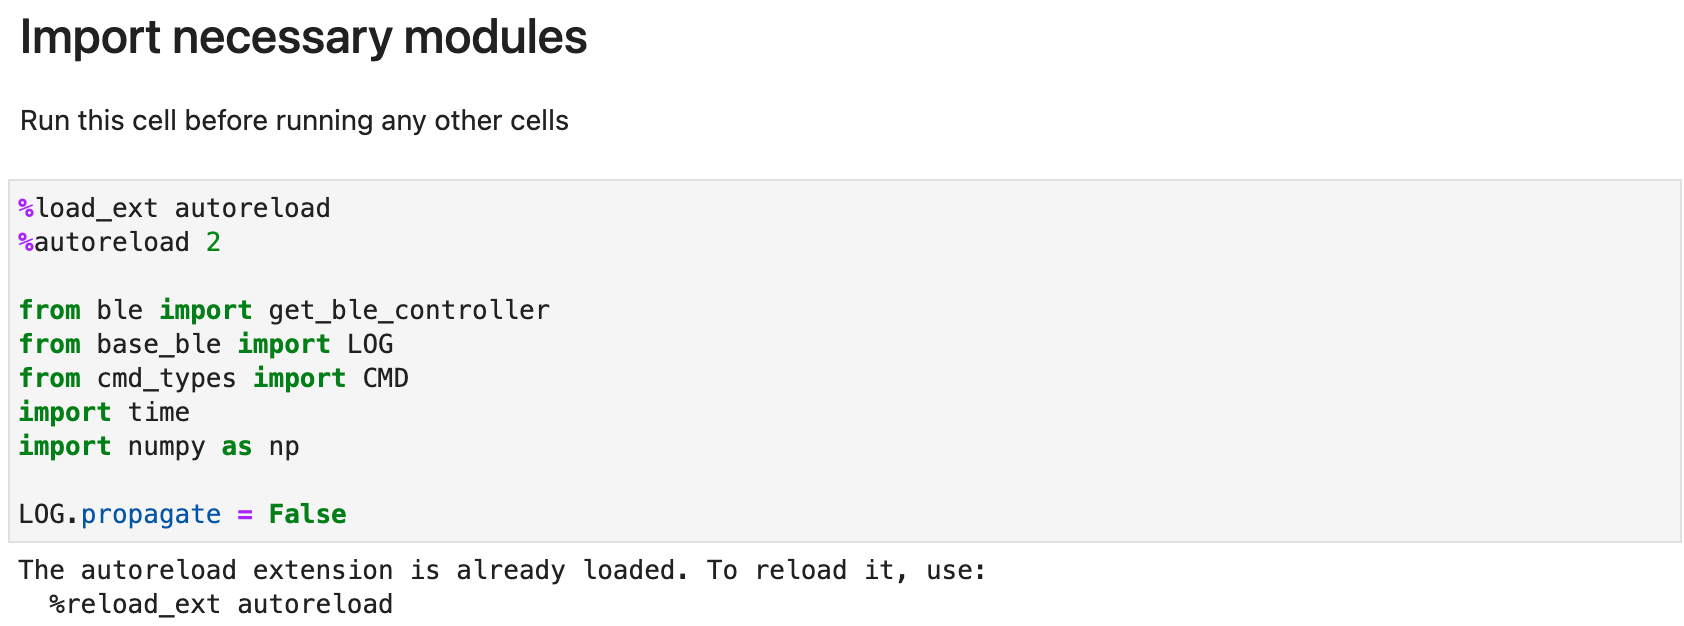 Import necessary modules
Run this cell before running any other cells
%load_ext autoreload
%autoreload 2
from ble import get_ble_controller
from base_ble import LOG
from cmd_types import CMD
import time
import numpy as np
LOG.propagate = False
The autoreload extension is already loaded. To reload it, use:
  %reload_ext autoreload